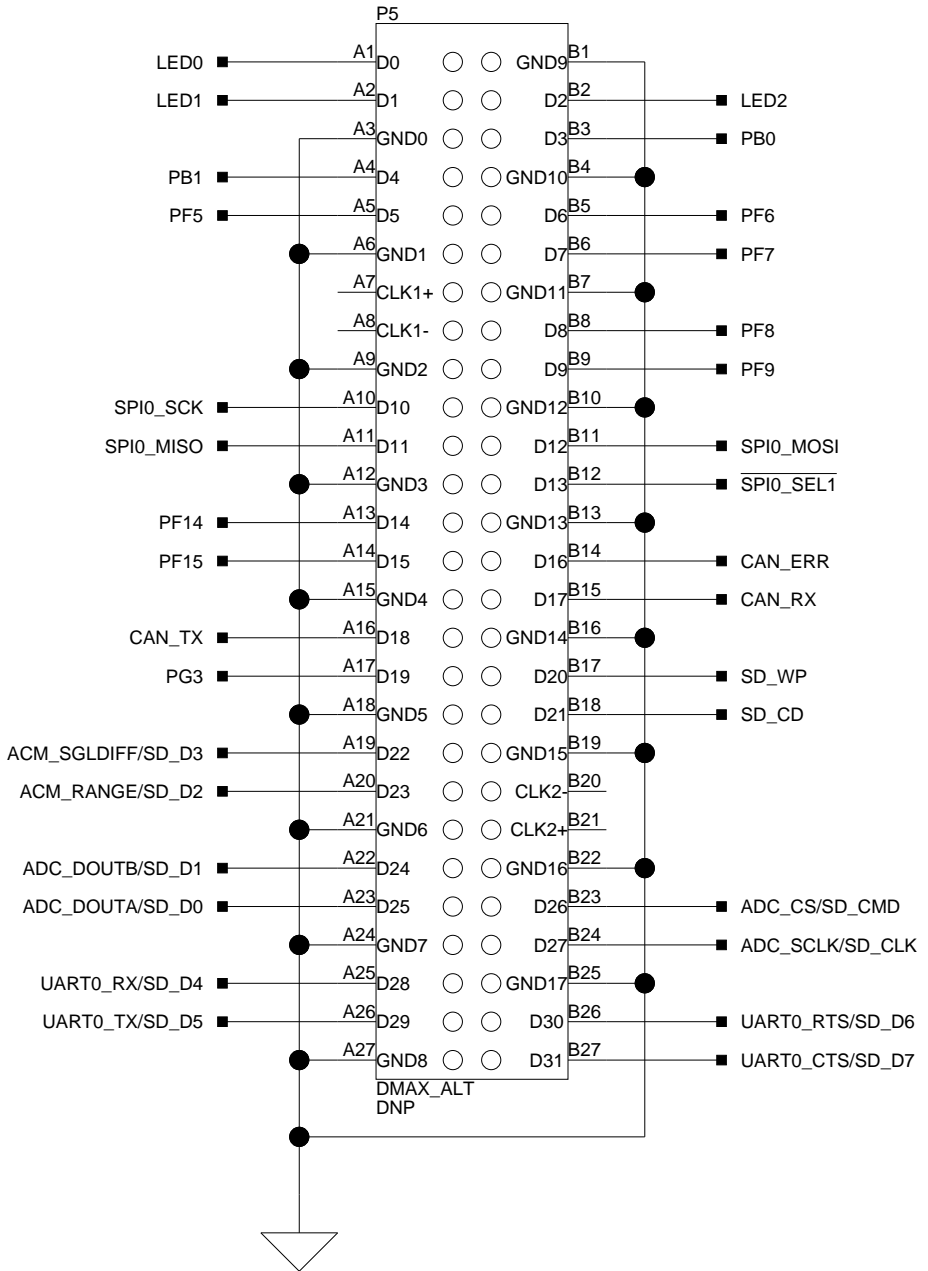 P5
A1 D0 GND9 B1
LED0
A2 D1 D2 B2
LED1 LED2
A3 GND0 D3 B3
PB0
A4 D4 GND10 B4
PB1
A5 D5 D6 B5
PF5 PF6
A6 GND1 D7 B6
PF7
A7 CLK1+ GND11 B7
A8 CLK1- D8 B8
PF8
A9 GND2 D9 B9
PF9
A10 D10 GND12 B10
SPI0_SCK
A11 D11 D12 B11
SPI0_MISO SPI0_MOSI
A12 GND3 D13 B12
SPI0_SEL1
A13 D14 GND13 B13
PF14
A14 D15 D16 B14
PF15 CAN_ERR
A15 GND4 D17 B15
CAN_RX
A16 D18 GND14 B16
CAN_TX
A17 D19 D20 B17
PG3 SD_WP
A18 GND5 D21 B18
SD_CD
A19 D22 GND15 B19
ACM_SGLDIFF/SD_D3
A20 D23 CLK2- B20
ACM_RANGE/SD_D2
A21 GND6 CLK2+ B21
A22 D24 GND16 B22
ADC_DOUTB/SD_D1
A23 D25 D26 B23
ADC_DOUTA/SD_D0 ADC_CS/SD_CMD
A24 GND7 D27 B24
ADC_SCLK/SD_CLK
A25 D28 GND17 B25
UART0_RX/SD_D4
A26 D29 D30 B26
UART0_TX/SD_D5 UART0_RTS/SD_D6
A27 GND8 D31 B27
UART0_CTS/SD_D7
DMAX_ALT
DNP